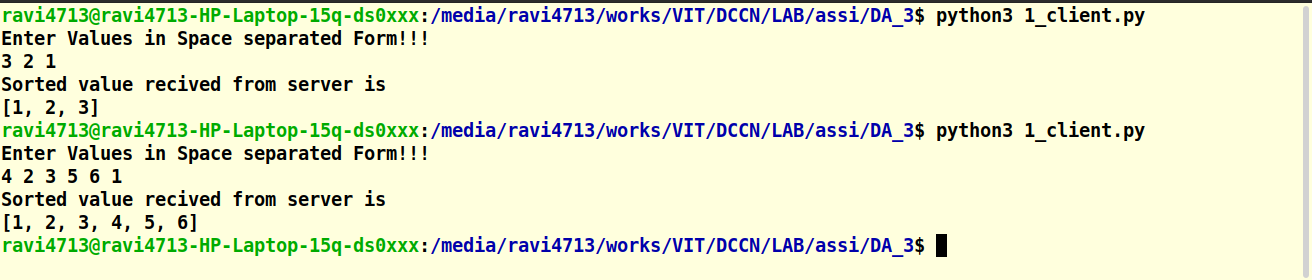 ravi4713@ravi4713-HP-Laptop-15q-ds0xxx:/media/ravi4713/works/VIT/DCCN/LAB/assi/DA_3$ python3 1_client.py
Enter Values in Space separated Form!!!
3 2 1
Sorted value recived from server is
[1, 2, 3]
ravi4713@ravi4713-HP-Laptop-15q-ds0xxx:/media/ravi4713/works/VIT/DCCN/LAB/assi/DA_3$ python3 1_client.py
Enter Values in Space separated Form!!!
4 2 3 5 6 1
Sorted value recived from server is
[1, 2, 3, 4, 5, 6]
ravi4713@ravi4713-HP-Laptop-15q-ds0xxx:/media/ravi4713/works/VIT/DCCN/LAB/assi/DA_3$